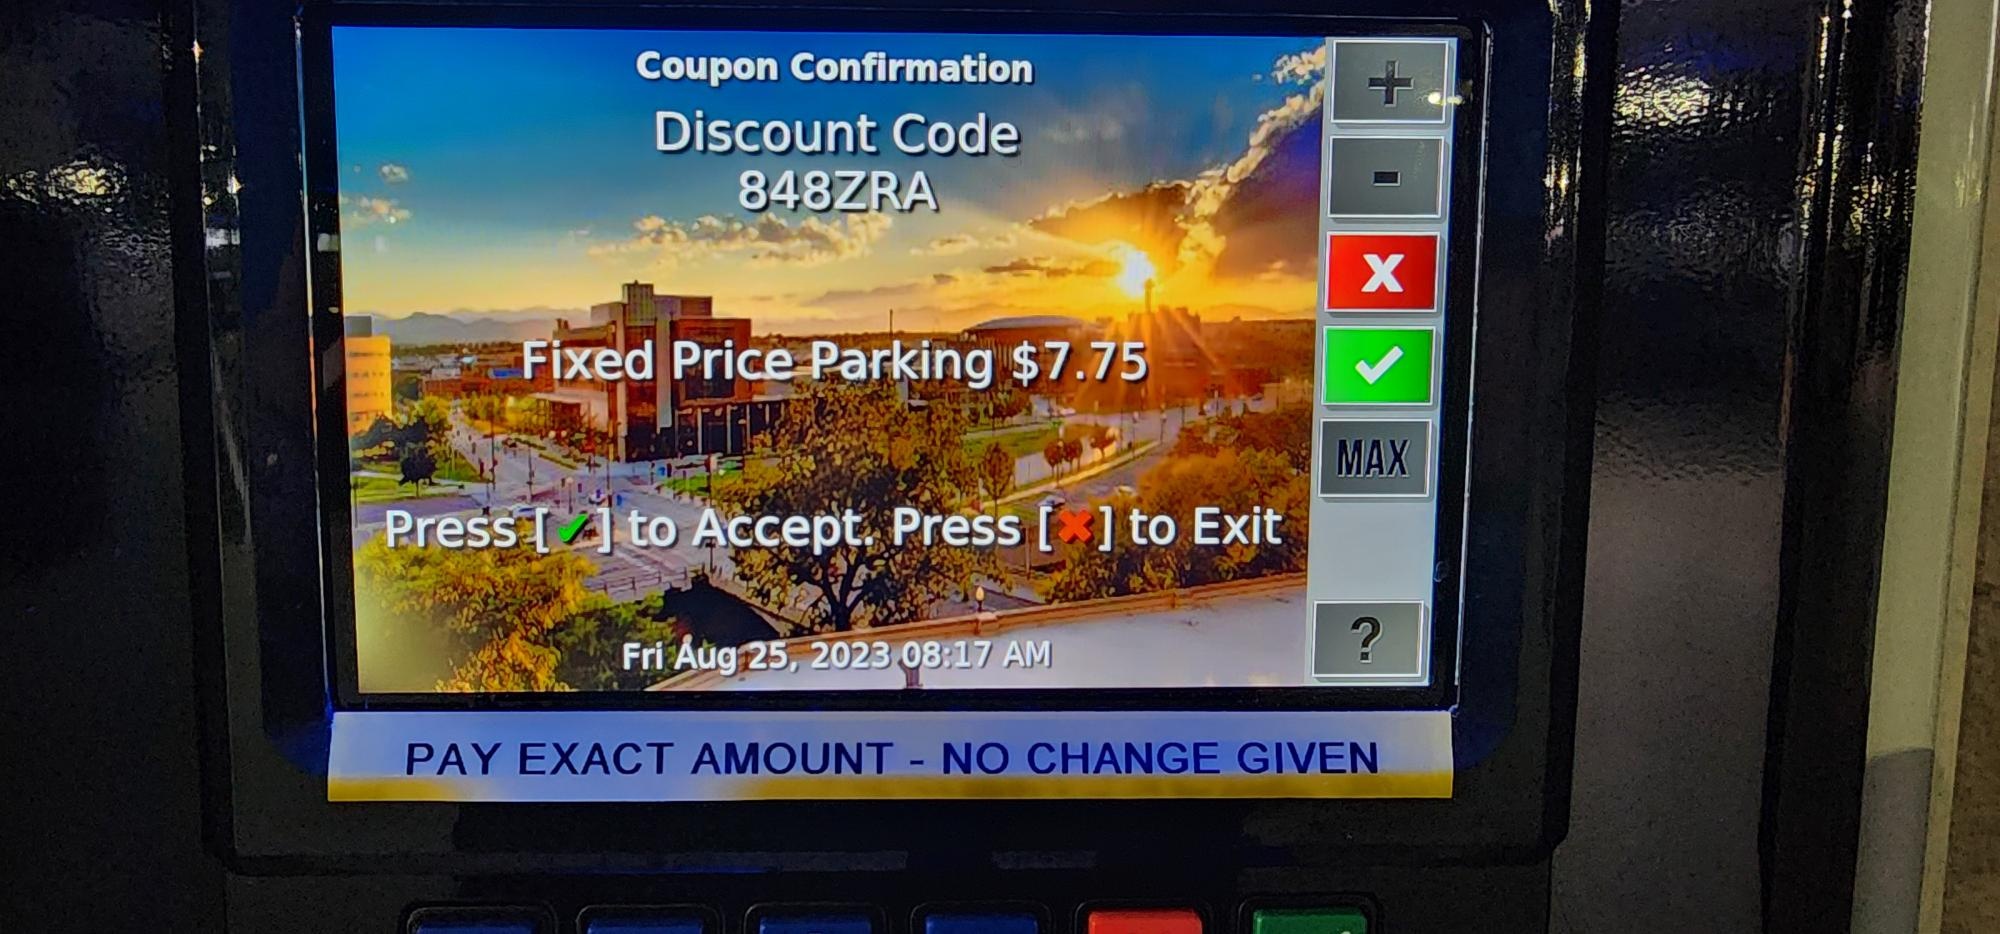 Coupon Confirmation
Discount Code
848ZRA
Fixed Price Parking $7.75
Press [✔] to Accept. Press [✖] to Exit
Fri Aug 25, 2023 08:17 AM
+
-
X
✔
MAX
?
PAY EXACT AMOUNT - NO CHANGE GIVEN